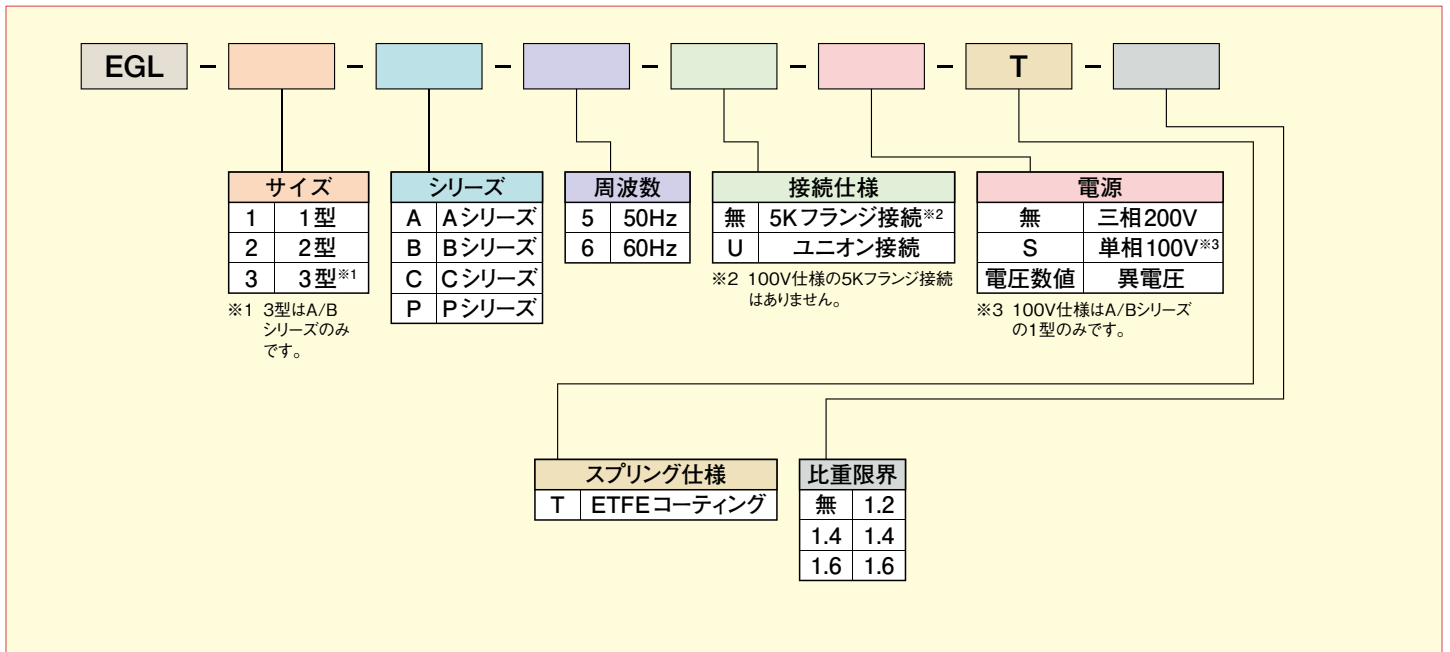 EGL - - - - - - T -
サイズ
1 1型
2 2型
3 3型※1
※1 3型はA/B
シリーズのみ
です。
シリーズ
A Aシリーズ
B Bシリーズ
C Cシリーズ
P Pシリーズ
周波数
5 50Hz
6 60Hz
接続仕様
無 5Kフランジ接続※2
U ユニオン接続
※2 100V仕様の5Kフランジ接続
はありません。
電源
無 三相200V
S 単相100V※3
電圧数値 異電圧
※3 100V仕様はA/Bシリーズ
の1型のみです。
スプリング仕様
T ETFEコーティング
比重限界
無 1.2
1.4 1.4
1.6 1.6